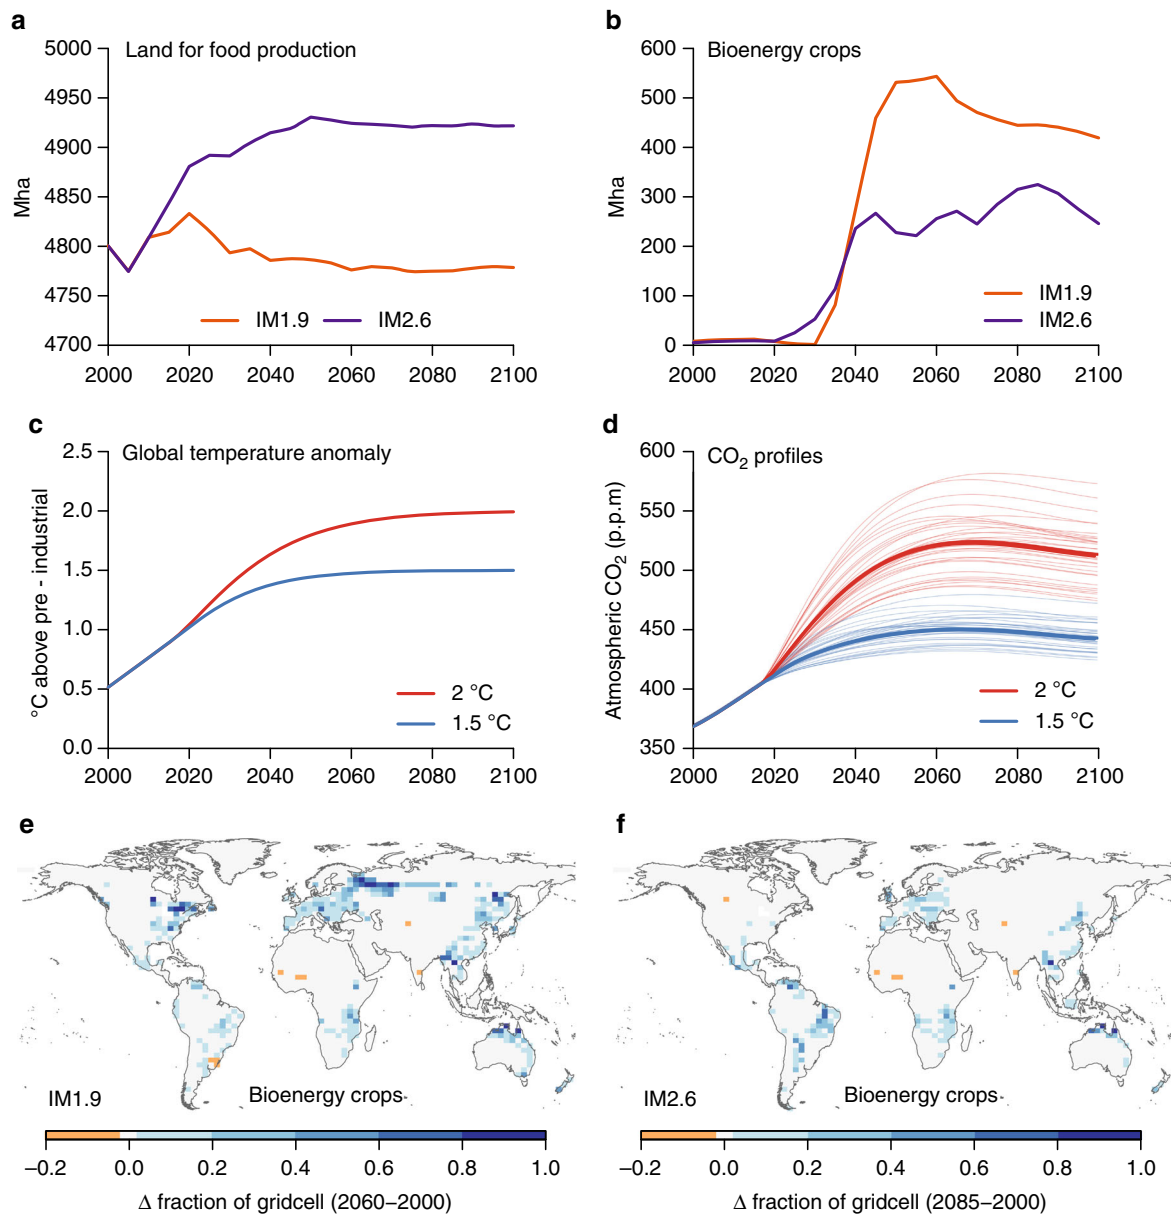 a
Land for food production
5000
4950
4900
4850
4800
4750
4700
Mha
IM1.9
IM2.6
2000 2020 2040 2060 2080 2100
b
Bioenergy crops
600
500
400
300
200
100
0
Mha
IM1.9
IM2.6
2000 2020 2040 2060 2080 2100
c
Global temperature anomaly
2.5
2.0
1.5
1.0
0.5
0.0
°C above pre - industrial
2 °C
1.5 °C
2000 2020 2040 2060 2080 2100
d
CO2 profiles
600
550
500
450
400
350
Atmospheric CO2 (p.p.m)
2 °C
1.5 °C
2000 2020 2040 2060 2080 2100
e
IM1.9
Bioenergy crops
−0.2 0.0 0.2 0.4 0.6 0.8 1.0
Δ fraction of gridcell (2060−2000)
f
IM2.6
Bioenergy crops
−0.2 0.0 0.2 0.4 0.6 0.8 1.0
Δ fraction of gridcell (2085−2000)